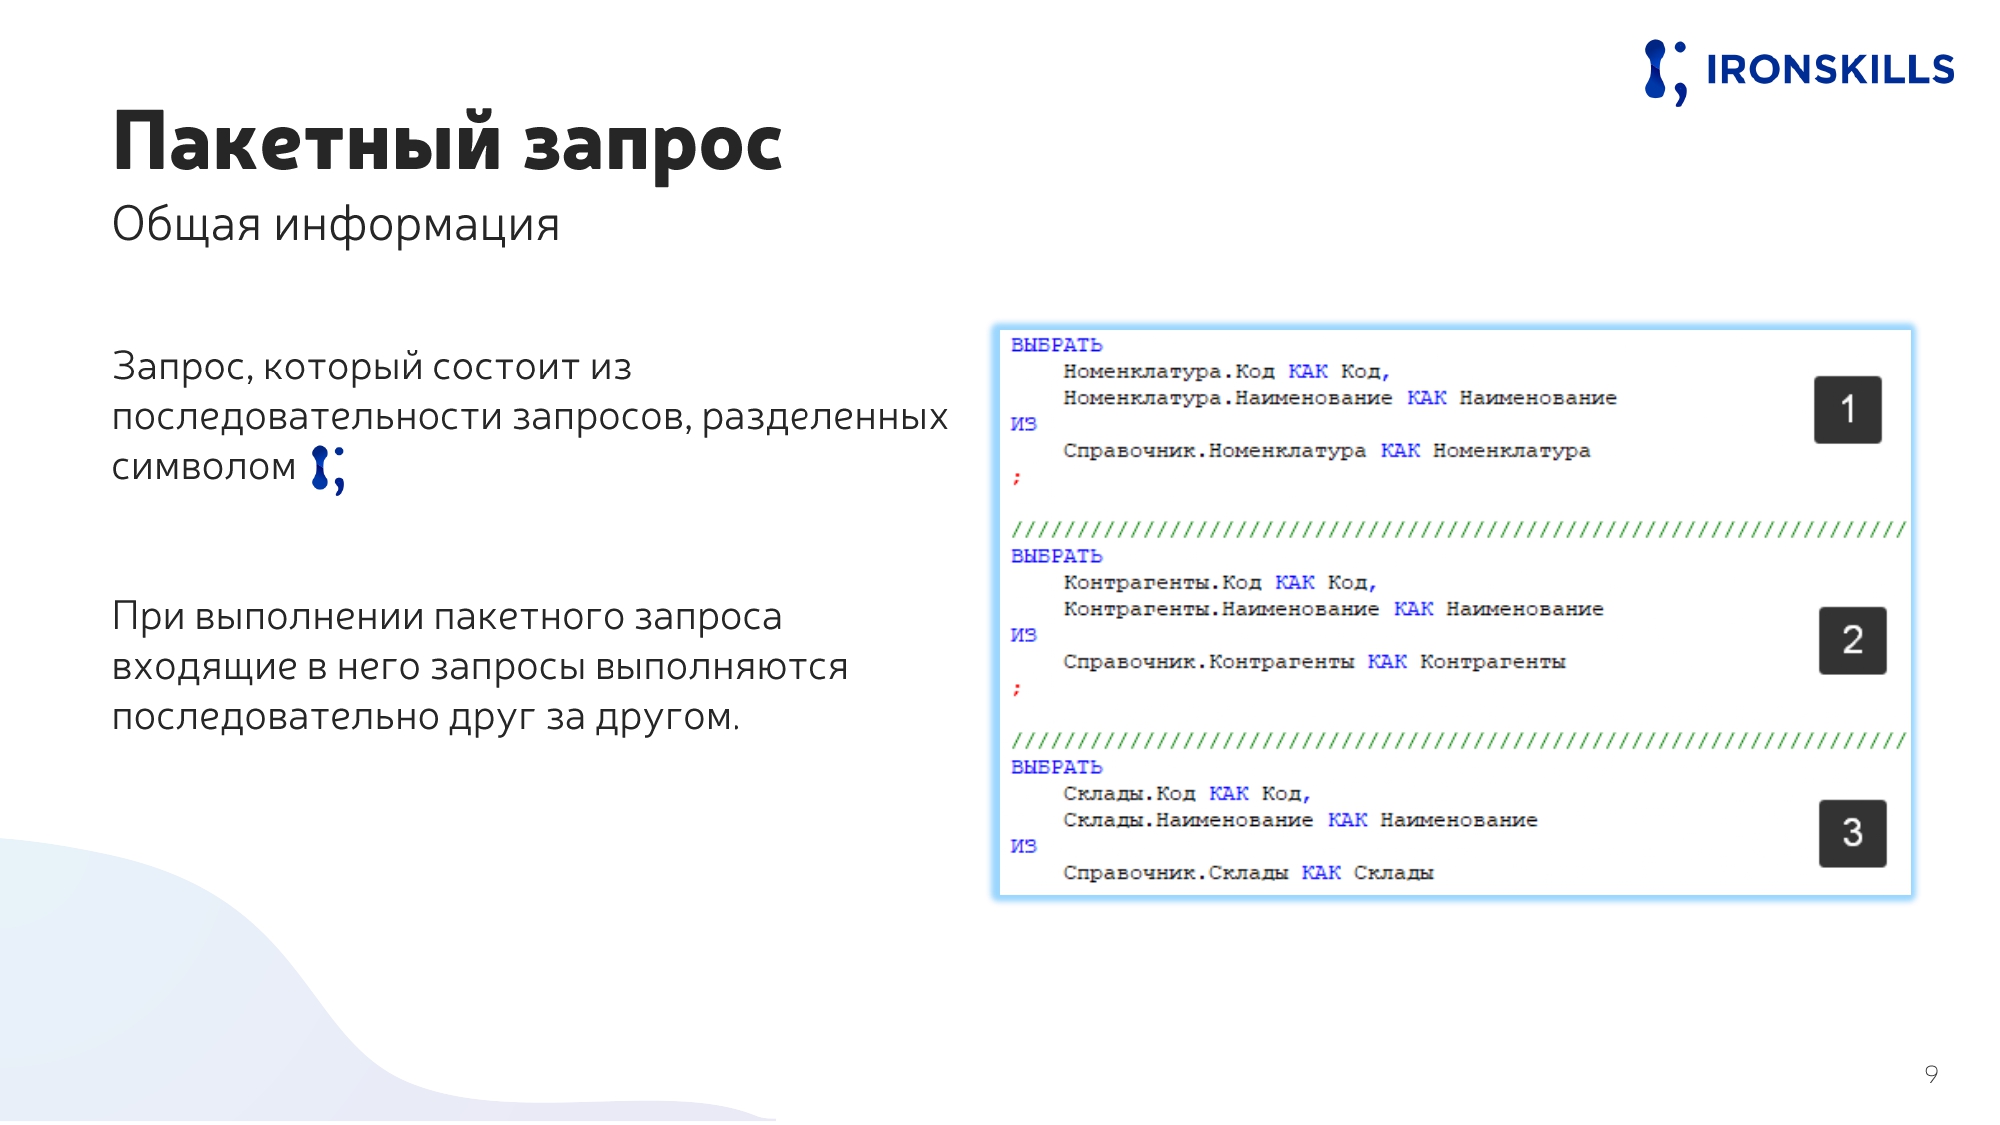 IRONSKILLS
Пакетный запрос
Общая информация
Запрос, который состоит из
последовательности запросов, разделенных
символом ;
При выполнении пакетного запроса
входящие в него запросы выполняются
последовательно друг за другом.
ВЫБРАТЬ
Номенклатура.Код КАК Код,
Номенклатура.Наименование КАК Наименование
ИЗ
Справочник.Номенклатура КАК Номенклатура
;
1
////////////////////////////////////////////////////////////////////
ВЫБРАТЬ
Контрагенты.Код КАК Код,
Контрагенты.Наименование КАК Наименование
ИЗ
Справочник.Контрагенты КАК Контрагенты
;
2
////////////////////////////////////////////////////////////////////
ВЫБРАТЬ
Склады.Код КАК Код,
Склады.Наименование КАК Наименование
ИЗ
Справочник.Склады КАК Склады
3
9